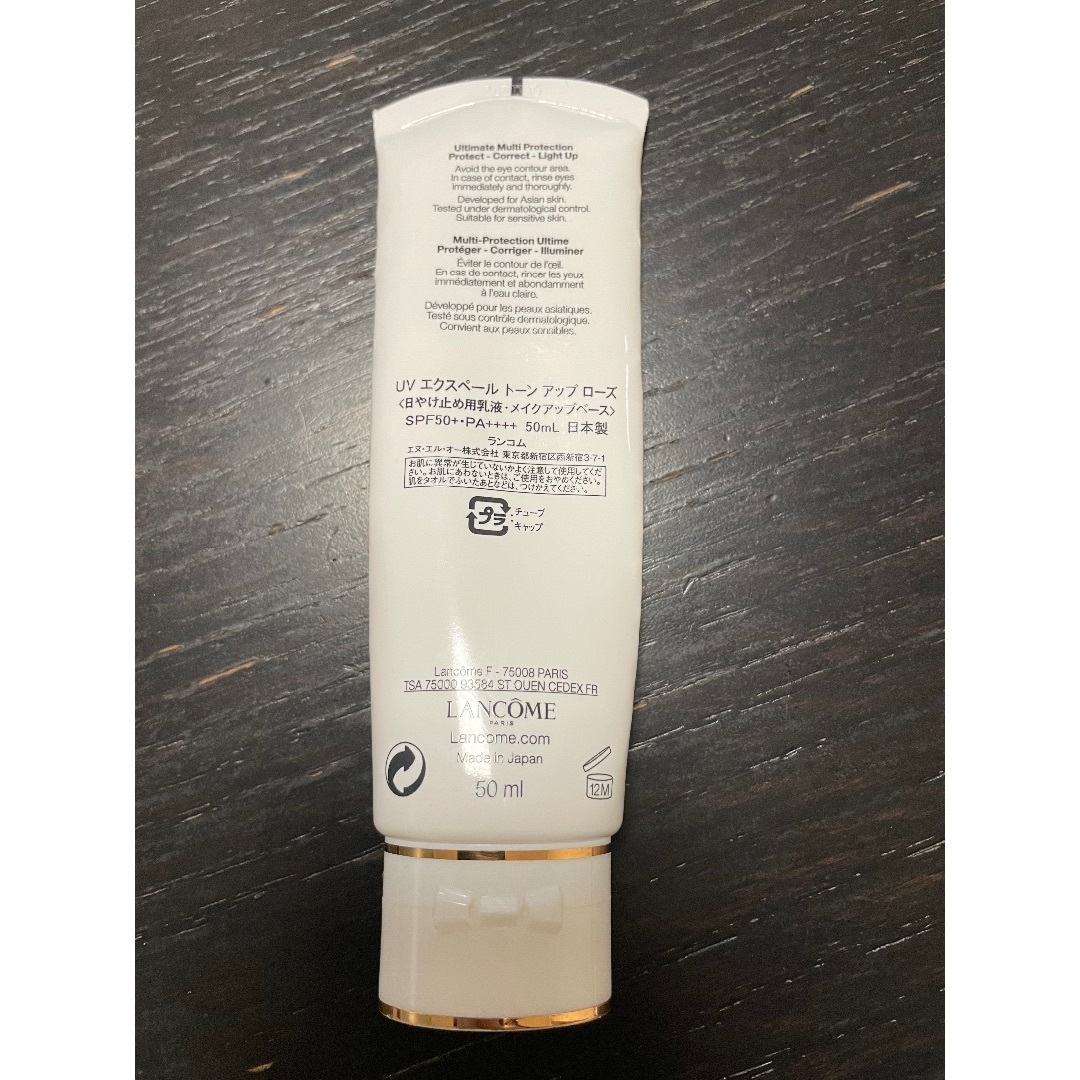 Ultimate Multi Protection
Protect - Correct - Light Up
Avoid the eye contour area.
In case of contact, rinse eyes
immediately and thoroughly.
Developed for Asian skin.
Tested under dermatological control.
Suitable for sensitive skin.
Multi-Protection Ultime
Protéger - Corriger - Illuminer
Éviter le contour de l'œil.
En cas de contact, rincer les yeux
immédiatement et abondamment
à l'eau claire.
Développé pour les peaux asiatiques.
Testé sous contrôle dermatologique.
Convient aux peaux sensibles.
UV エクスペール トーン アップ ローズ
〈日やけ止め用乳液・メイクアップベース〉
SPF50+・PA++++ 50mL 日本製
ランコム
エヌ・エル・オー株式会社 東京都新宿区西新宿3-7-1
お肌に異常が生じていないかよく注意して使用してくだ
さい。お肌にあわないときは、ご使用をおやめください。
肌をタオルでふいたあとなどは、つけかえてください。
プラ :チューブ
キャップ
Lancôme F - 75008 PARIS
TSA 75000 93584 ST OUEN CEDEX FR
LANCÔME
PARIS
Lancome.com
Made in Japan
50 ml
12M